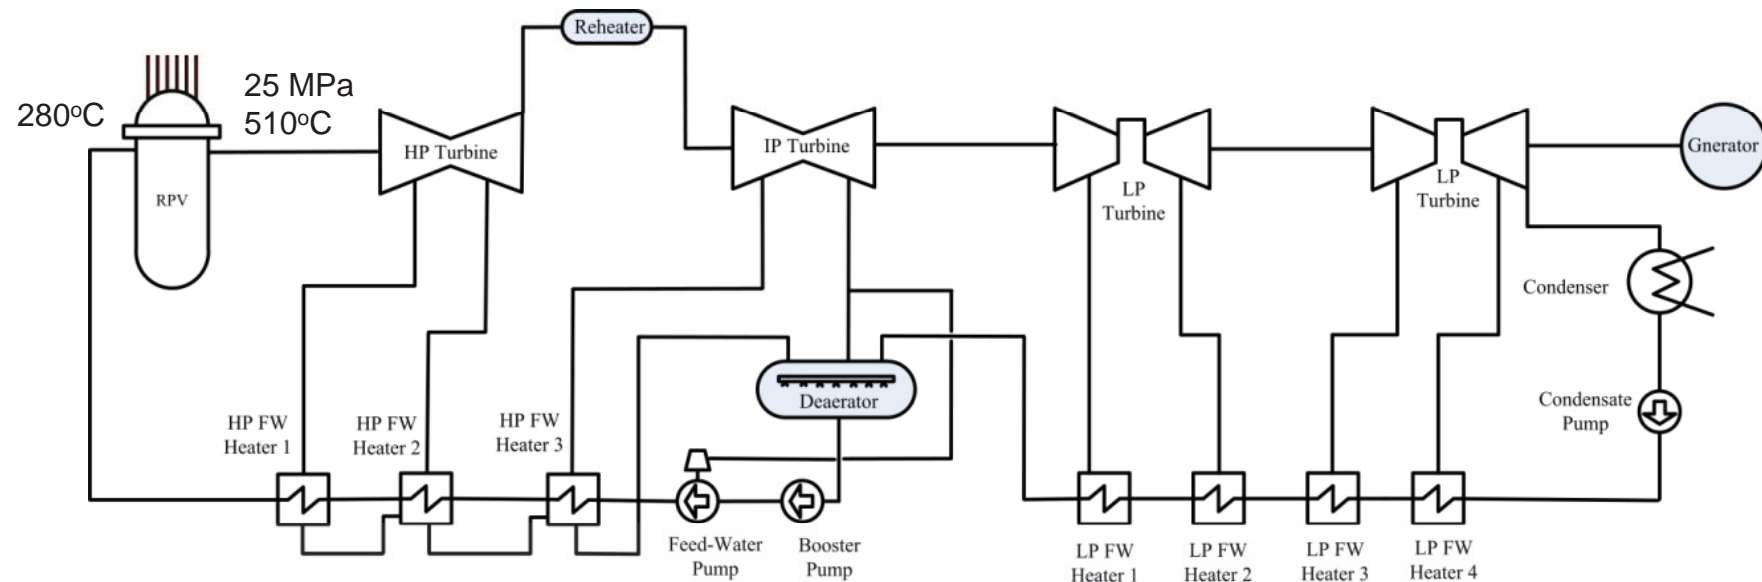 Reheater
25 MPa
280°C
510°C
HP Turbine
IP Turbine
Gnerator
RPV
LP
Turbine
LP
Turbine
Condenser
Deaerator
Condensate
Pump
HP FW
Heater 1
HP FW
Heater 2
HP FW
Heater 3
Feed-Water
Pump
Booster
Pump
LP FW
Heater 1
LP FW
Heater 2
LP FW
Heater 3
LP FW
Heater 4